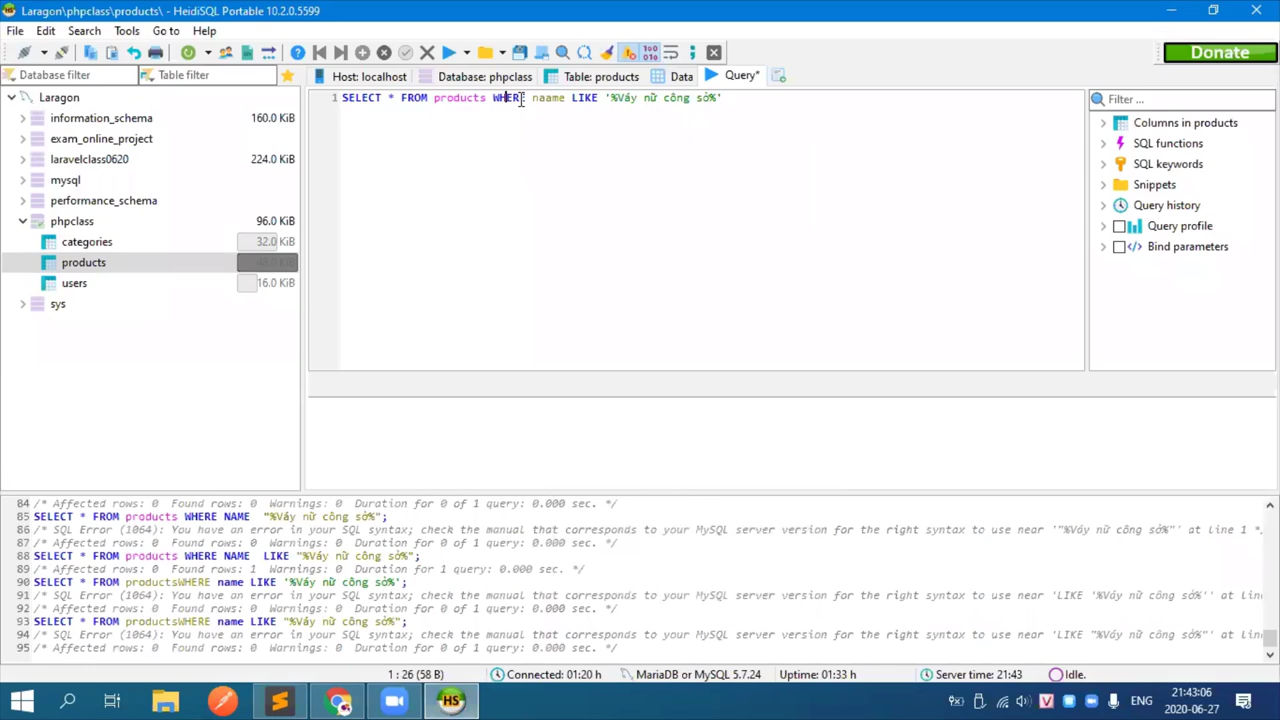 Laragon\phpclass\products\ - HeidiSQL Portable 10.2.0.5599
File Edit Search Tools Go to Help
Donate
Database filter Table filter Host: localhost Database: phpclass Table: products Data Query*
Laragon
information_schema 160.0 KiB
exam_online_project
laravelclass0620 224.0 KiB
mysql
performance_schema
phpclass 96.0 KiB
categories 32.0 KiB
products 48.0 KiB
users 16.0 KiB
sys
1 SELECT * FROM products WHERE naame LIKE '%Váy nữ công sở%'
Filter ...
Columns in products
SQL functions
SQL keywords
Snippets
Query history
Query profile
Bind parameters
84 /* Affected rows: 0 Found rows: 0 Warnings: 0 Duration for 0 of 1 query: 0.000 sec. */
85 SELECT * FROM products WHERE NAME "%Váy nữ công sở%";
86 /* SQL Error (1064): You have an error in your SQL syntax; check the manual that corresponds to your MySQL server version for the right syntax to use near '"%Váy nữ công sở%"' at line 1 */
87 /* Affected rows: 0 Found rows: 0 Warnings: 0 Duration for 0 of 1 query: 0.000 sec. */
88 SELECT * FROM products WHERE NAME LIKE "%Váy nữ công sở%";
89 /* Affected rows: 0 Found rows: 1 Warnings: 0 Duration for 1 query: 0.000 sec. */
90 SELECT * FROM productsWHERE name LIKE '%Váy nữ công sở%';
91 /* SQL Error (1064): You have an error in your SQL syntax; check the manual that corresponds to your MySQL server version for the right syntax to use near 'LIKE '%Váy nữ công sở%'' at line
92 /* Affected rows: 0 Found rows: 0 Warnings: 0 Duration for 0 of 1 query: 0.000 sec. */
93 SELECT * FROM productsWHERE name LIKE "%Váy nữ công sở%";
94 /* SQL Error (1064): You have an error in your SQL syntax; check the manual that corresponds to your MySQL server version for the right syntax to use near 'LIKE "%Váy nữ công sở%"' at line
95 /* Affected rows: 0 Found rows: 0 Warnings: 0 Duration for 0 of 1 query: 0.000 sec. */
1 : 26 (58 B) Connected: 01:20 h MariaDB or MySQL 5.7.24 Uptime: 01:33 h Server time: 21:43 Idle.
HS ENG 21:43:06
2020-06-27